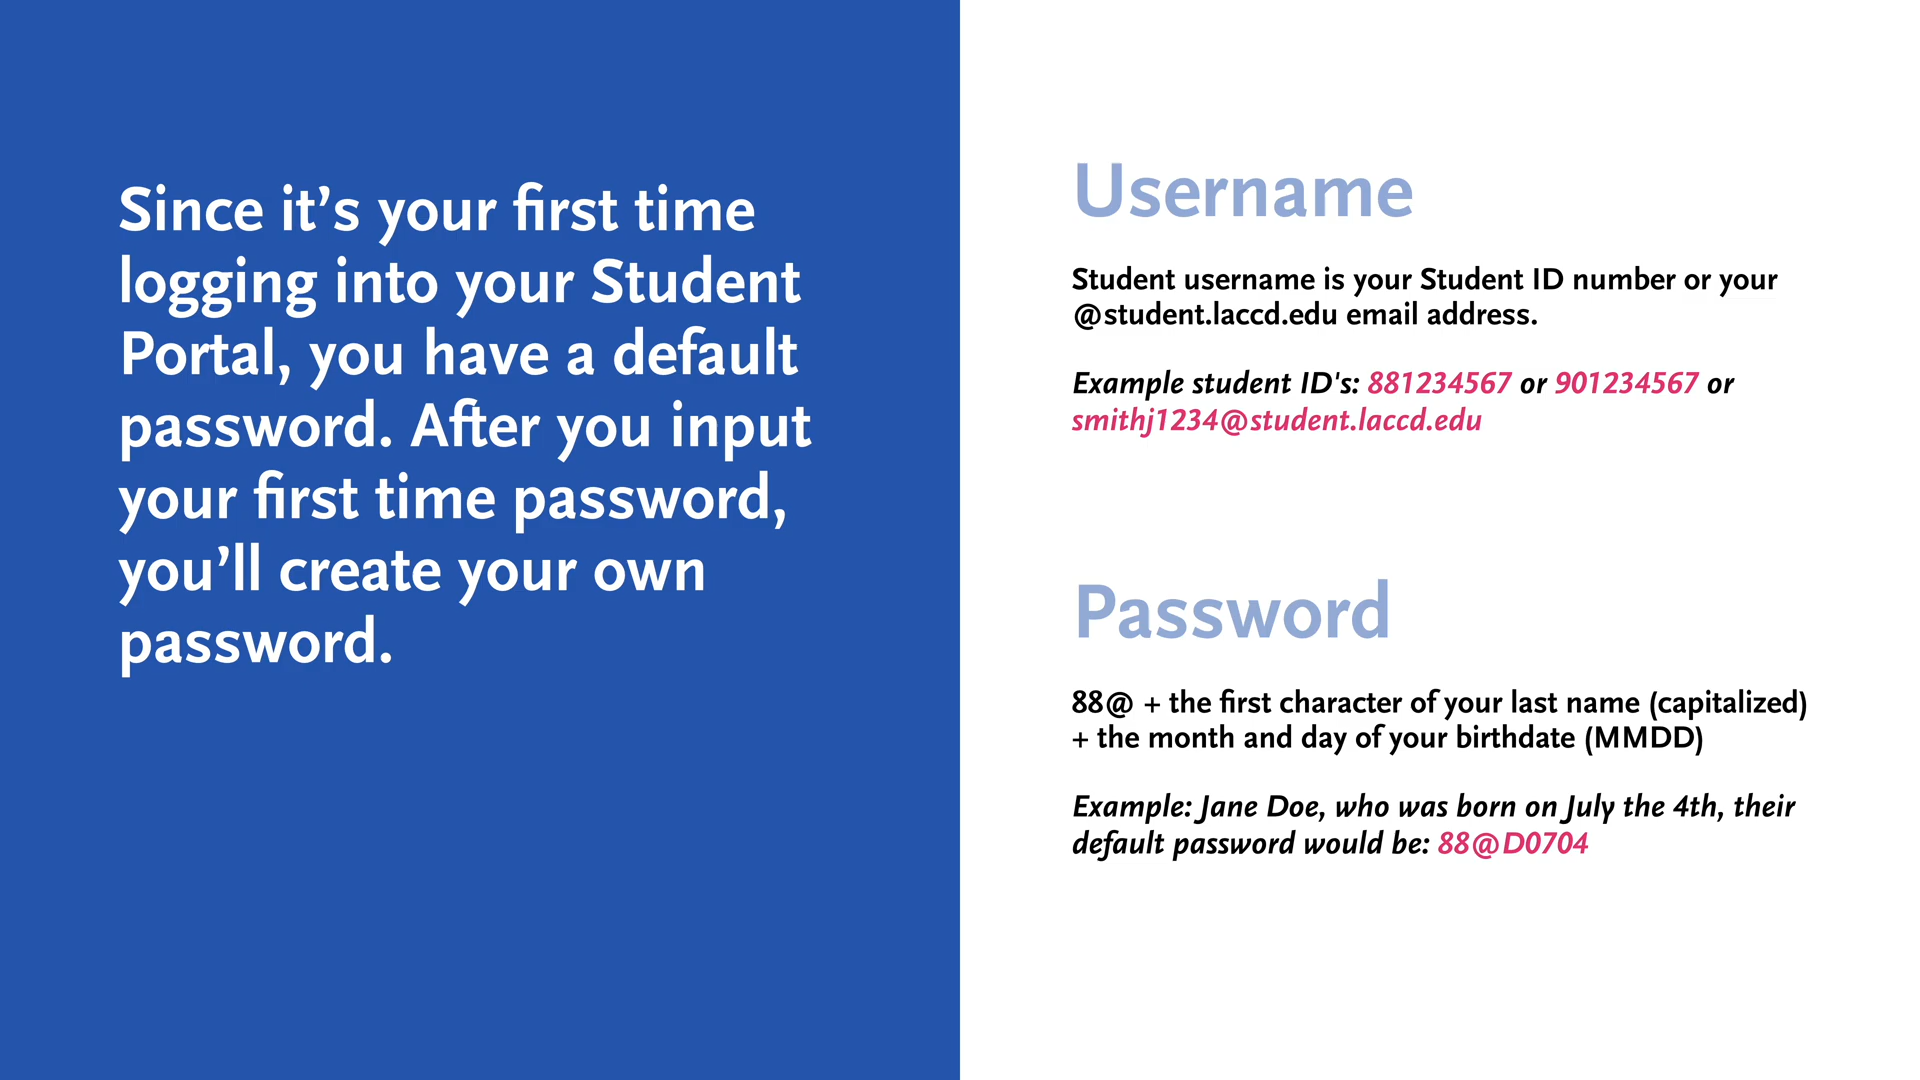 Since it’s your first time
logging into your Student
Portal, you have a default
password. After you input
your first time password,
you’ll create your own
password.
Username
Student username is your Student ID number or your
@student.laccd.edu email address.
Example student ID's: 881234567 or 901234567 or
smithj1234@student.laccd.edu
Password
88@ + the first character of your last name (capitalized)
+ the month and day of your birthdate (MMDD)
Example: Jane Doe, who was born on July the 4th, their
default password would be: 88@D0704